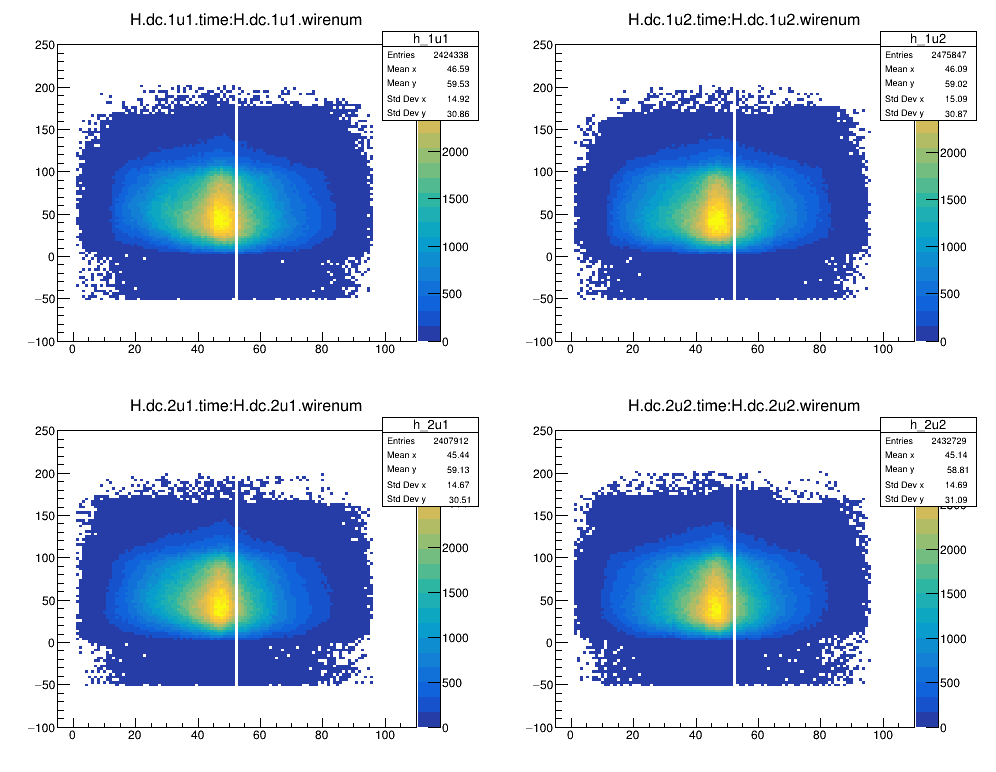 H.dc.1u1.time:H.dc.1u1.wirenum
h_1u1
Entries 2424338
Mean x 46.59
Mean y 59.53
Std Dev x 14.92
Std Dev y 30.86
250
200
150
100
50
0
−50
−100
0 20 40 60 80 100
2000
1500
1000
500
0
H.dc.1u2.time:H.dc.1u2.wirenum
h_1u2
Entries 2475847
Mean x 46.09
Mean y 59.02
Std Dev x 15.09
Std Dev y 30.87
250
200
150
100
50
0
−50
−100
0 20 40 60 80 100
2000
1500
1000
500
0
H.dc.2u1.time:H.dc.2u1.wirenum
h_2u1
Entries 2407912
Mean x 45.44
Mean y 59.13
Std Dev x 14.67
Std Dev y 30.51
250
200
150
100
50
0
−50
−100
0 20 40 60 80 100
2000
1500
1000
500
0
H.dc.2u2.time:H.dc.2u2.wirenum
h_2u2
Entries 2432729
Mean x 45.14
Mean y 58.81
Std Dev x 14.69
Std Dev y 31.09
250
200
150
100
50
0
−50
−100
0 20 40 60 80 100
2000
1500
1000
500
0